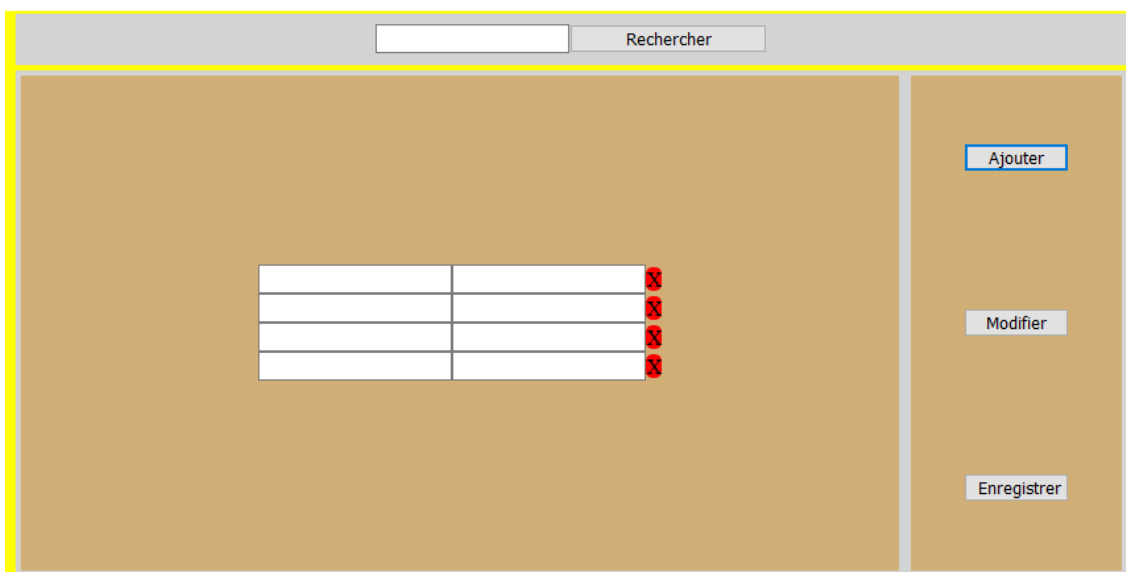 Rechercher
Ajouter
X
X
Modifier
X
X
Enregistrer